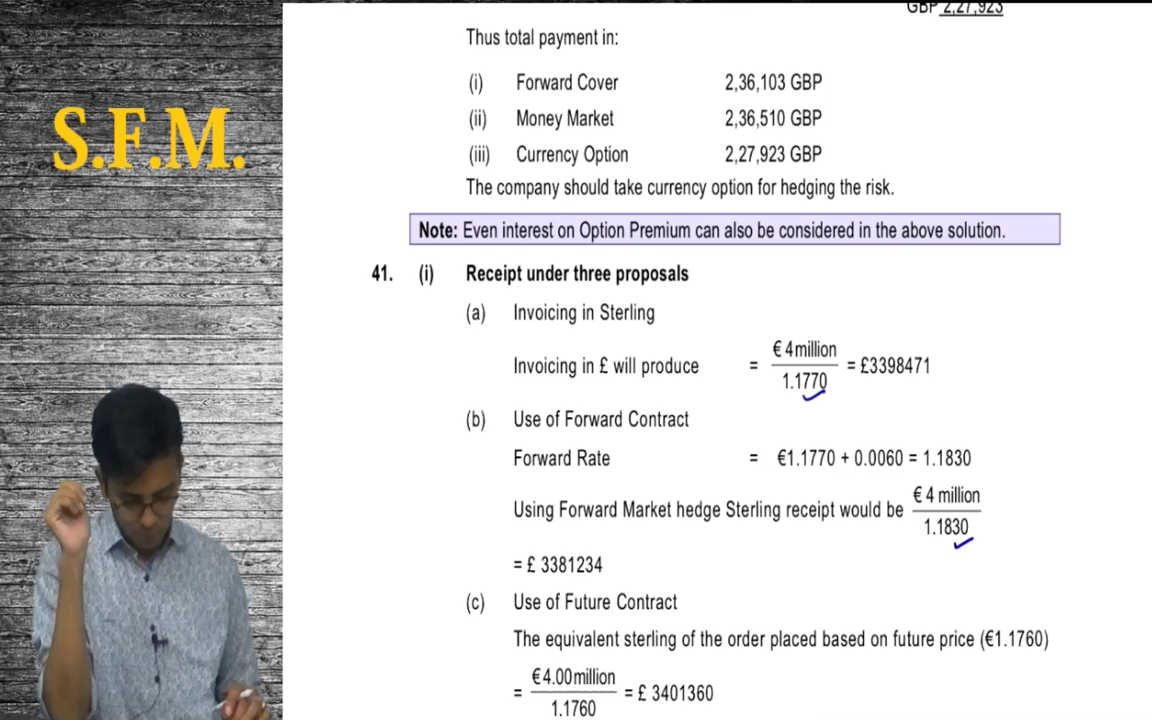 GBP 2,27,923
Thus total payment in:
S.F.M.
(i) Forward Cover 2,36,103 GBP
(ii) Money Market 2,36,510 GBP
(iii) Currency Option 2,27,923 GBP
The company should take currency option for hedging the risk.
Note: Even interest on Option Premium can also be considered in the above solution.
41. (i) Receipt under three proposals
(a) Invoicing in Sterling
Invoicing in £ will produce = € 4 million / 1.1770 = £3398471
(b) Use of Forward Contract
Forward Rate = €1.1770 + 0.0060 = 1.1830
Using Forward Market hedge Sterling receipt would be € 4 million / 1.1830
= £ 3381234
(c) Use of Future Contract
The equivalent sterling of the order placed based on future price (€1.1760)
= € 4.00 million / 1.1760 = £ 3401360